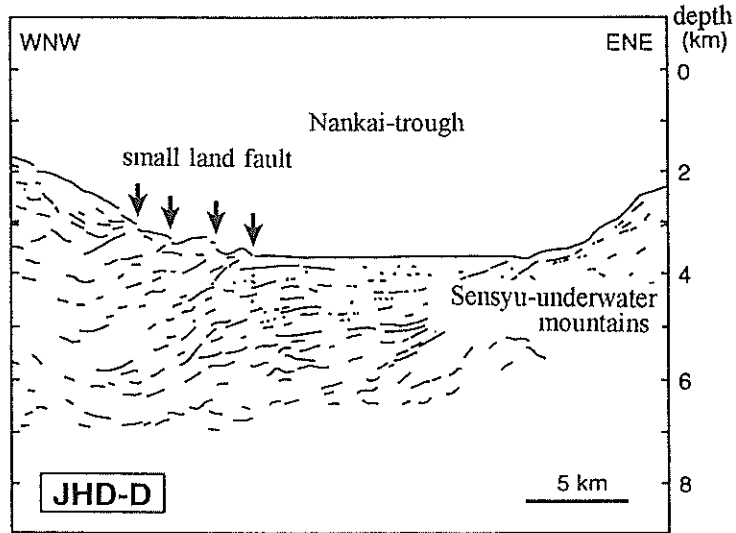 depth
(km)
WNW
ENE
0
Nankai-trough
small land fault
2
4
Sensyu-underwater
mountains
6
JHD-D
5 km
8